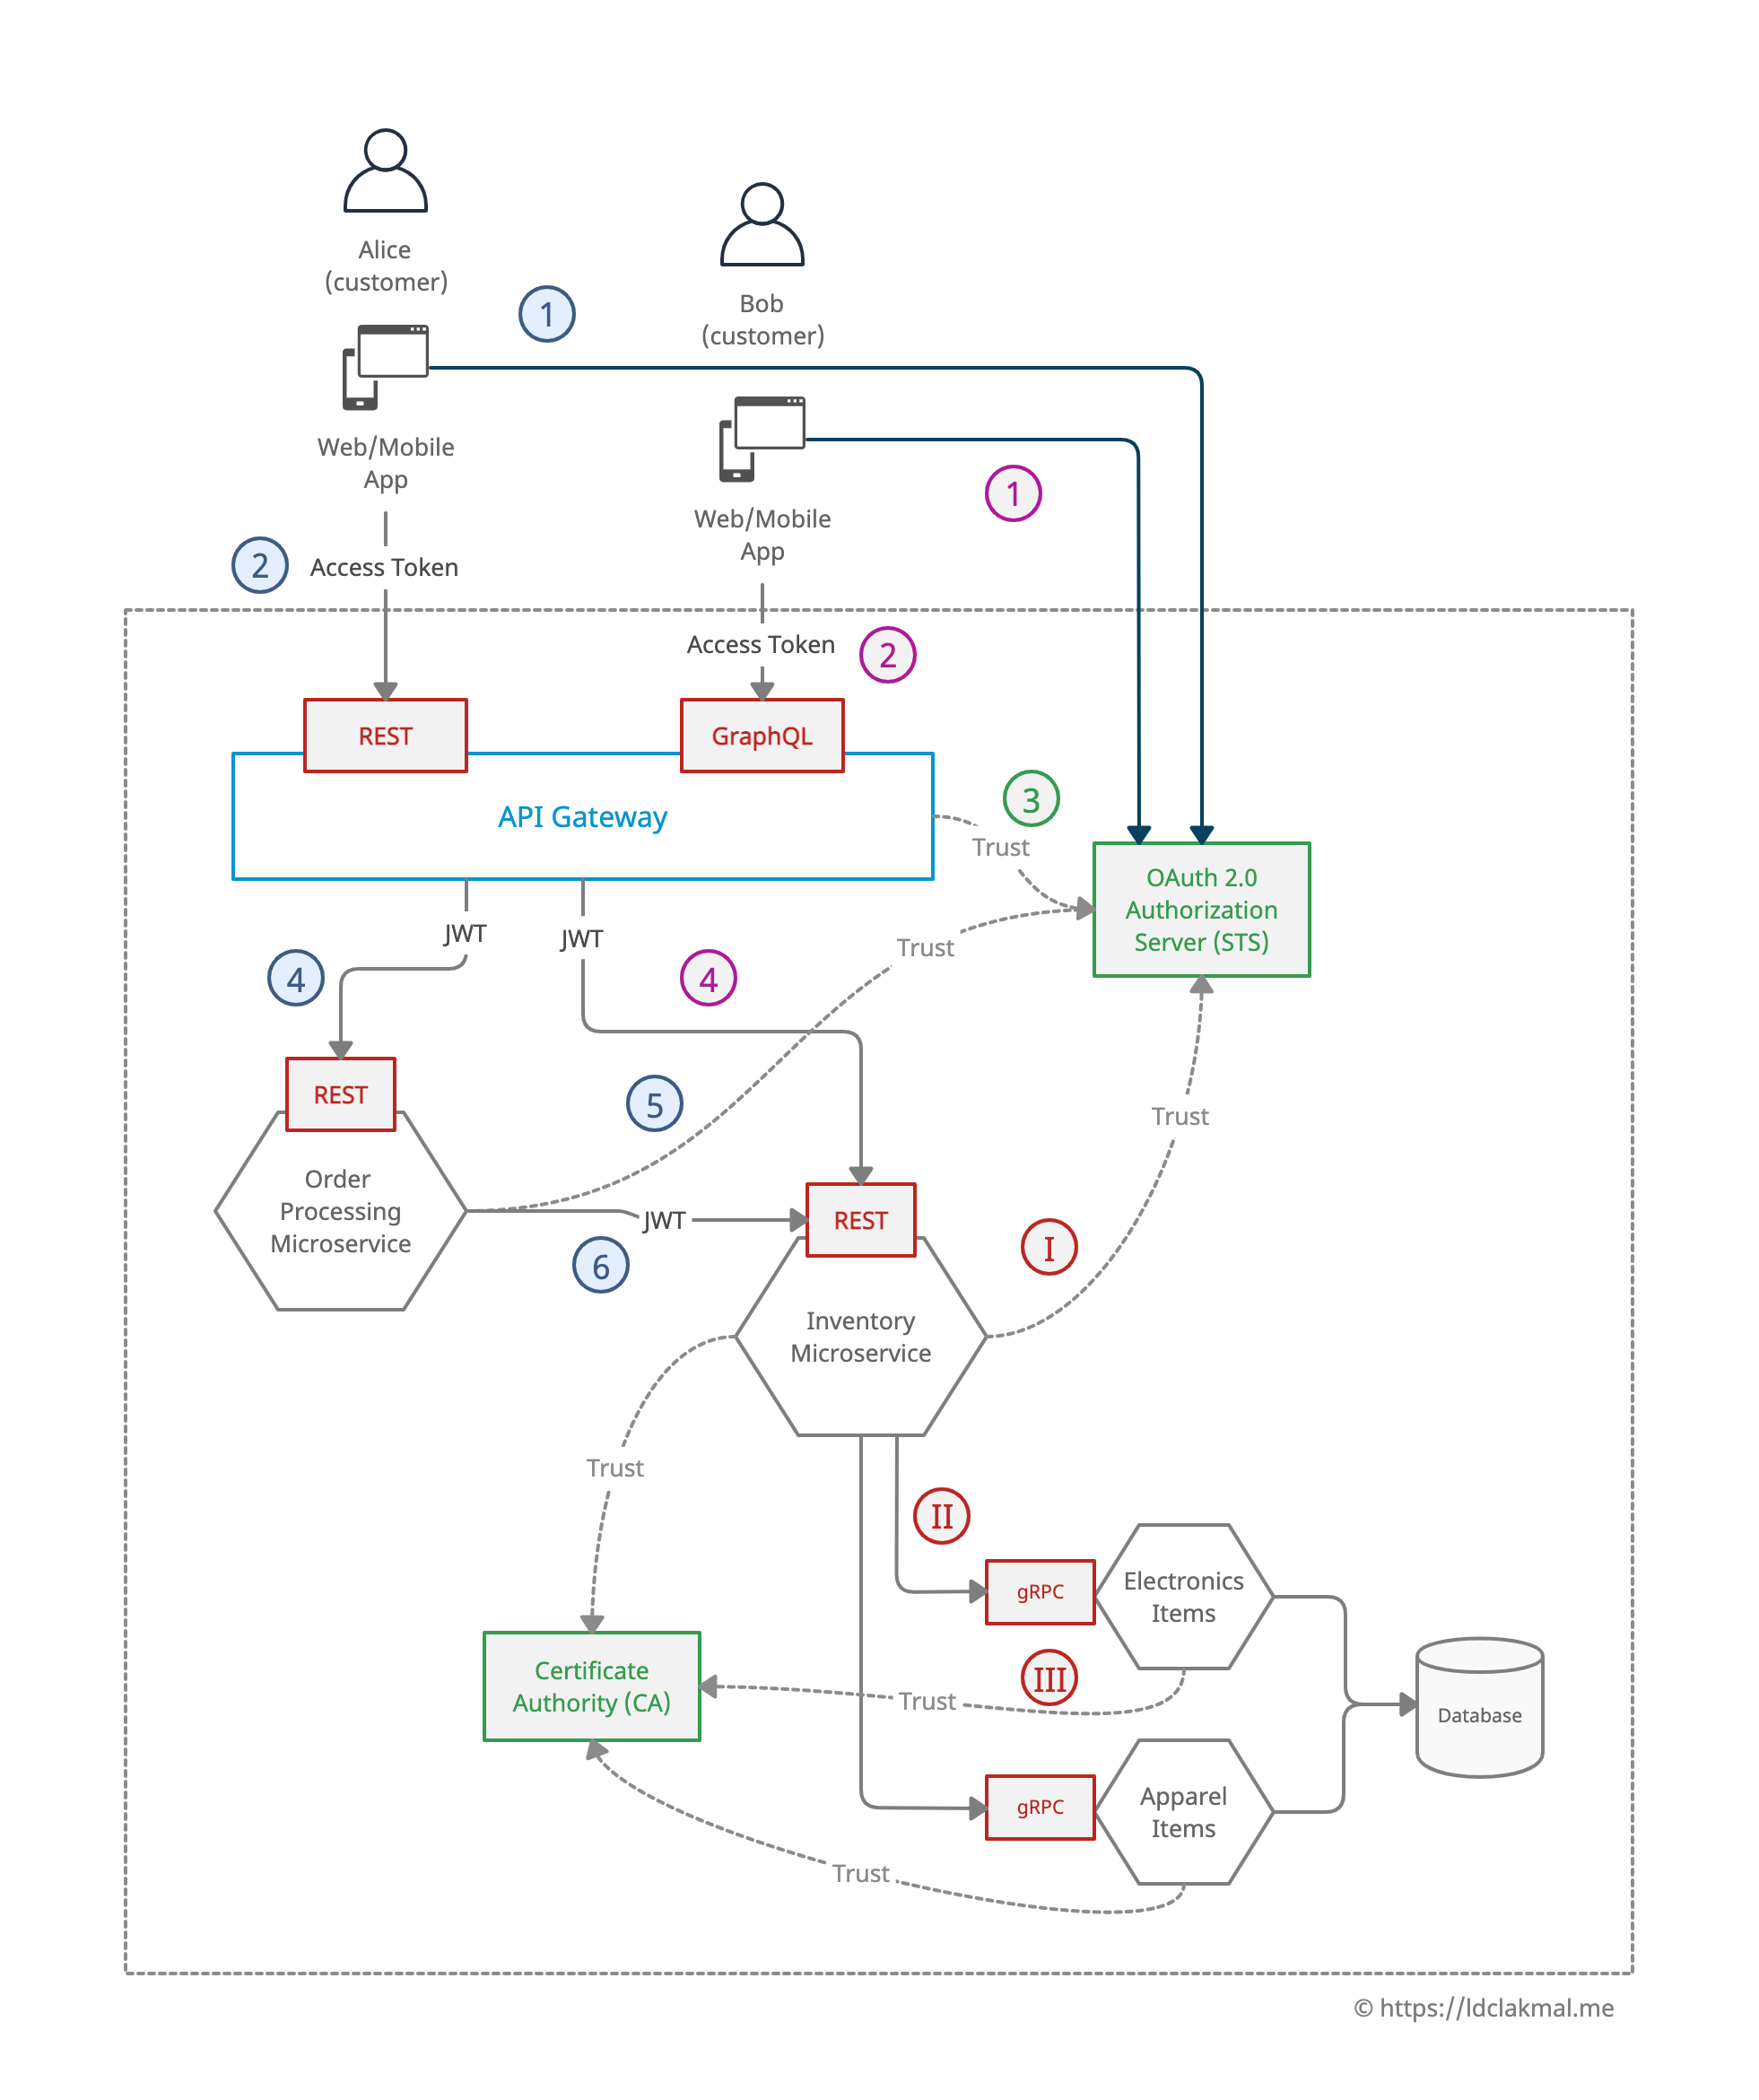 Alice
(customer)
Bob
(customer)
1
Web/Mobile
App
1
Web/Mobile
App
2
Access Token
Access Token
2
REST
GraphQL
API Gateway
3
Trust
OAuth 2.0
Authorization
Server (STS)
JWT
JWT
Trust
4
4
REST
5
Trust
Order
Processing
Microservice
JWT
REST
6
I
Inventory
Microservice
Trust
II
gRPC
Electronics
Items
Certificate
Authority (CA)
III
Trust
Database
gRPC
Apparel
Items
Trust
© https://ldclakmal.me